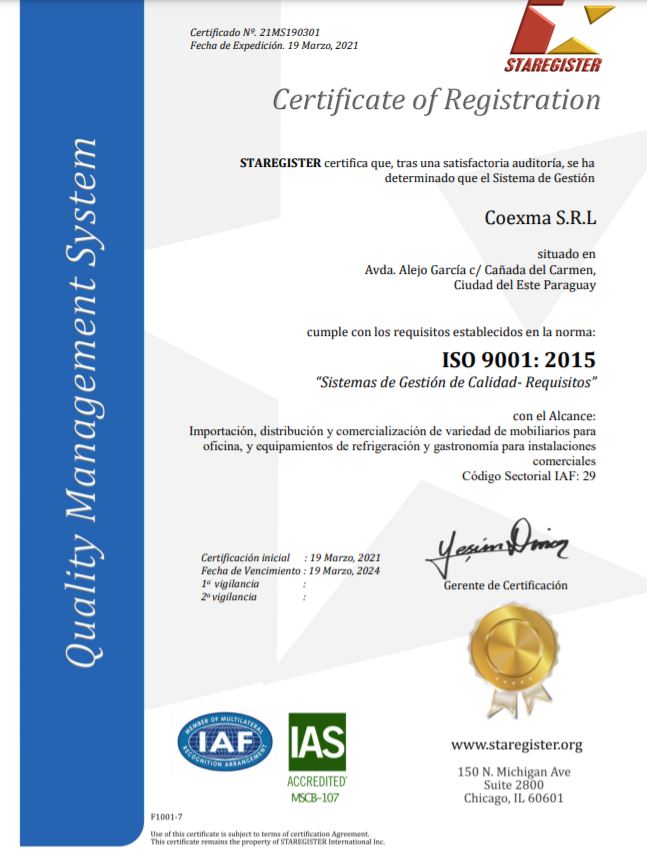 Certificado Nº. 21MS190301
Fecha de Expedición. 19 Marzo, 2021
STAREGISTER
Certificate of Registration
Quality Management System
STAREGISTER certifica que, tras una satisfactoria auditoría, se ha
determinado que el Sistema de Gestión
Coexma S.R.L
situado en
Avda. Alejo García c/ Cañada del Carmen,
Ciudad del Este Paraguay
cumple con los requisitos establecidos en la norma:
ISO 9001: 2015
“Sistemas de Gestión de Calidad- Requisitos”
con el Alcance:
Importación, distribución y comercialización de variedad de mobiliarios para
oficina, y equipamientos de refrigeración y gastronomía para instalaciones
comerciales
Código Sectorial IAF: 29
Certificación inicial : 19 Marzo, 2021
Fecha de Vencimiento : 19 Marzo, 2024
1ª vigilancia :
2ª vigilancia :
Gerente de Certificación
MEMBER OF MULTILATERAL
IAF
RECOGNITION ARRANGEMENT
IAS
ACCREDITED
MSCB-107
www.staregister.org
150 N. Michigan Ave
Suite 2800
Chicago, IL 60601
F1001-7
Use of this certificate is subject to terms of certification Agreement.
This certificate remains the property of STAREGISTER International Inc.